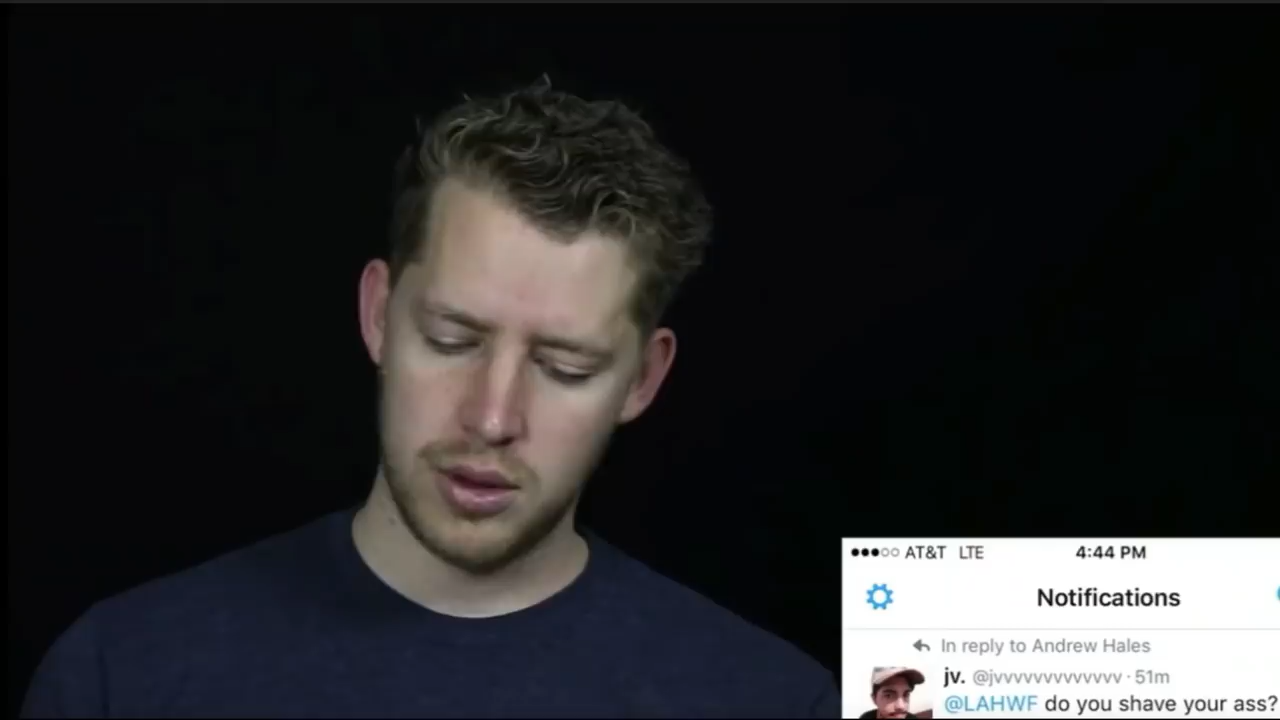 AT&T LTE 4:44 PM
Notifications
In reply to Andrew Hales
jv. @jvvvvvvvvvvvvv · 51m
@LAHWF do you shave your ass?